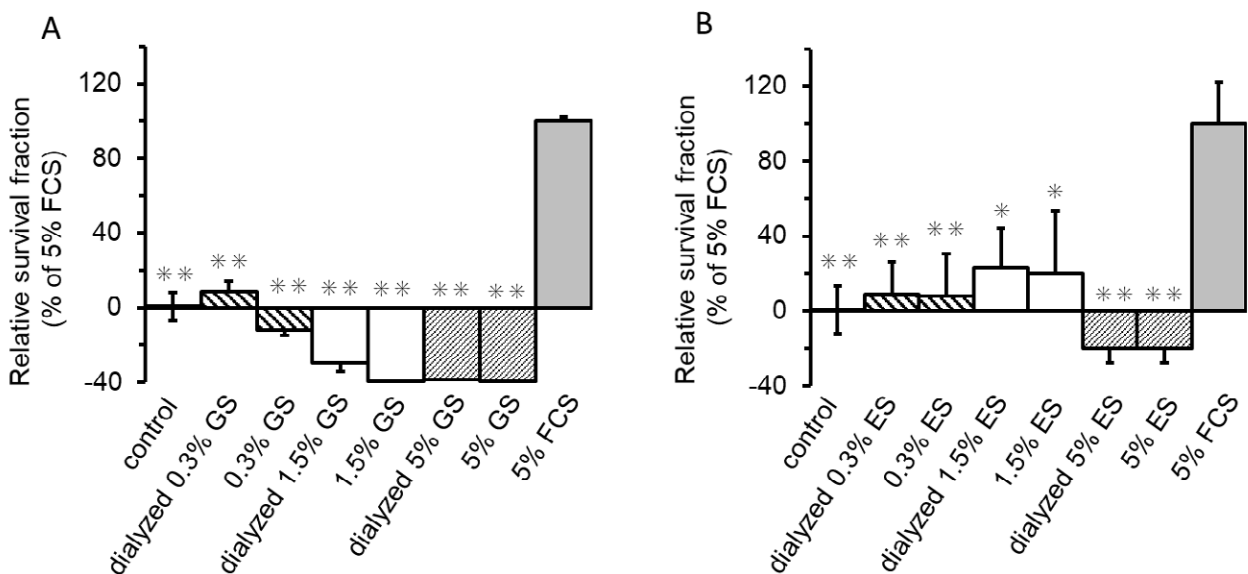 A
Relative survival fraction
(% of 5% FCS)
120
80
40
0
-40
** ** ** ** ** ** **
control
dialyzed 0.3% GS
0.3% GS
dialyzed 1.5% GS
1.5% GS
dialyzed 5% GS
5% GS
5% FCS
B
Relative survival fraction
(% of 5% FCS)
120
80
40
0
-40
** ** ** * * ** **
control
dialyzed 0.3% ES
0.3% ES
dialyzed 1.5% ES
1.5% ES
dialyzed 5% ES
5% ES
5% FCS